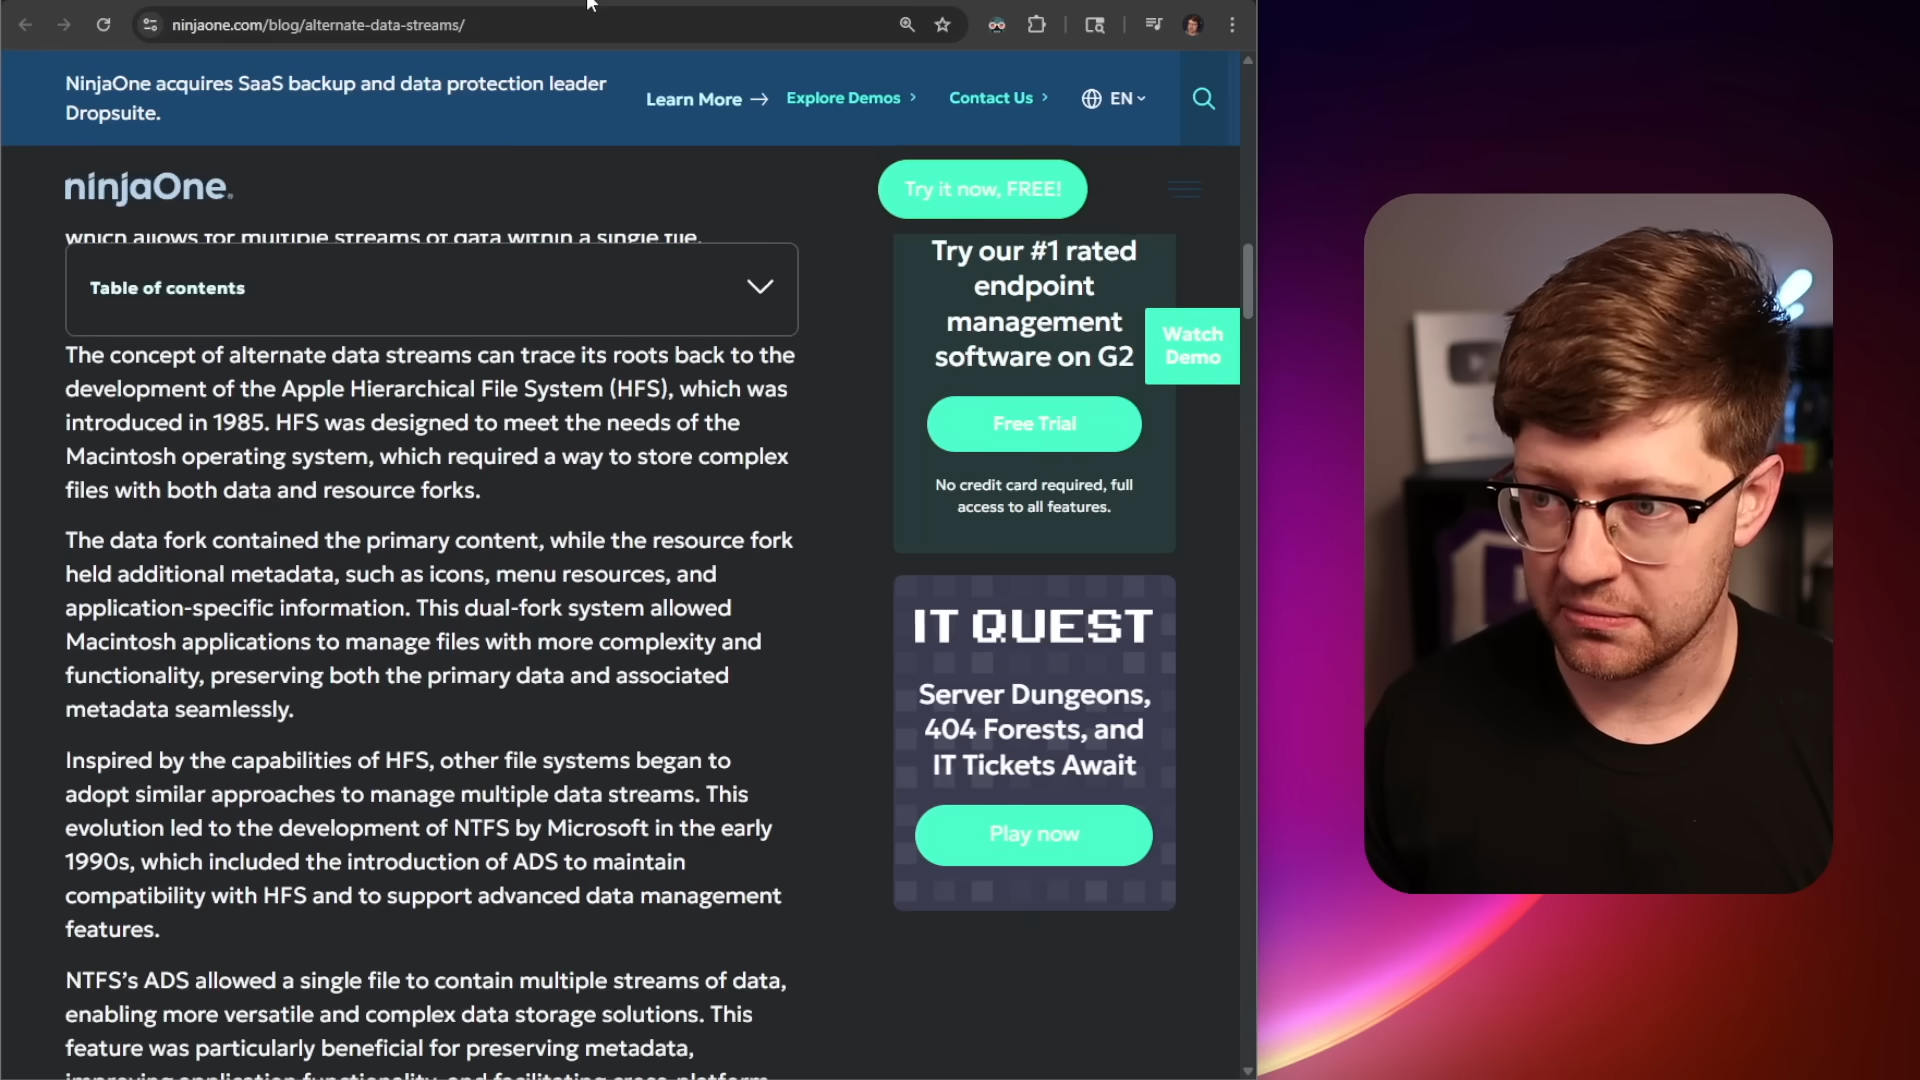 ninjaone.com/blog/alternate-data-streams/
NinjaOne acquires SaaS backup and data protection leader
Dropsuite.
Learn More →
Explore Demos ›
Contact Us ›
EN
ninjaOne.
Try it now, FREE!
which allows for multiple streams of data within a single file.
Table of contents
The concept of alternate data streams can trace its roots back to the
development of the Apple Hierarchical File System (HFS), which was
introduced in 1985. HFS was designed to meet the needs of the
Macintosh operating system, which required a way to store complex
files with both data and resource forks.
The data fork contained the primary content, while the resource fork
held additional metadata, such as icons, menu resources, and
application-specific information. This dual-fork system allowed
Macintosh applications to manage files with more complexity and
functionality, preserving both the primary data and associated
metadata seamlessly.
Inspired by the capabilities of HFS, other file systems began to
adopt similar approaches to manage multiple data streams. This
evolution led to the development of NTFS by Microsoft in the early
1990s, which included the introduction of ADS to maintain
compatibility with HFS and to support advanced data management
features.
NTFS’s ADS allowed a single file to contain multiple streams of data,
enabling more versatile and complex data storage solutions. This
feature was particularly beneficial for preserving metadata,
improving application functionality, and facilitating cross-platform
Try our #1 rated
endpoint
management
software on G2
Free Trial
No credit card required, full
access to all features.
Watch
Demo
IT QUEST
Server Dungeons,
404 Forests, and
IT Tickets Await
Play now